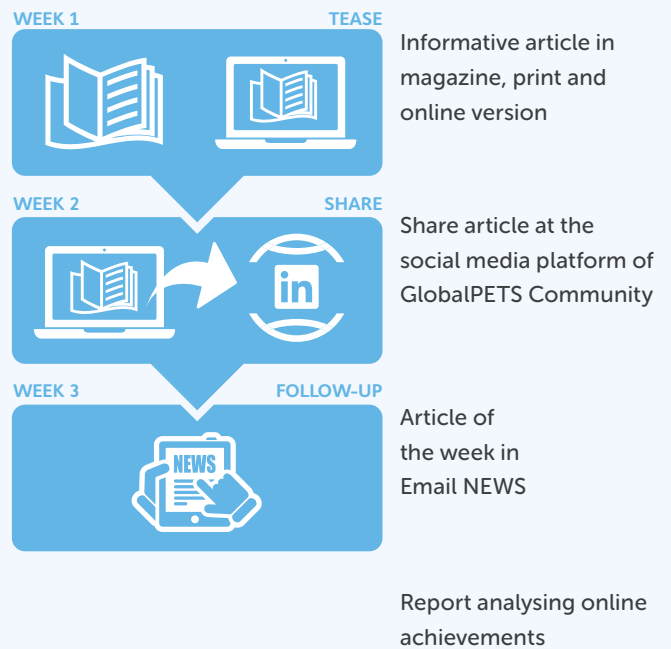 WEEK 1 TEASE
Informative article in
magazine, print and
online version
WEEK 2 SHARE
Share article at the
social media platform of
GlobalPETS Community
in
WEEK 3 FOLLOW-UP
Article of
the week in
Email NEWS
NEWS
Report analysing online
achievements